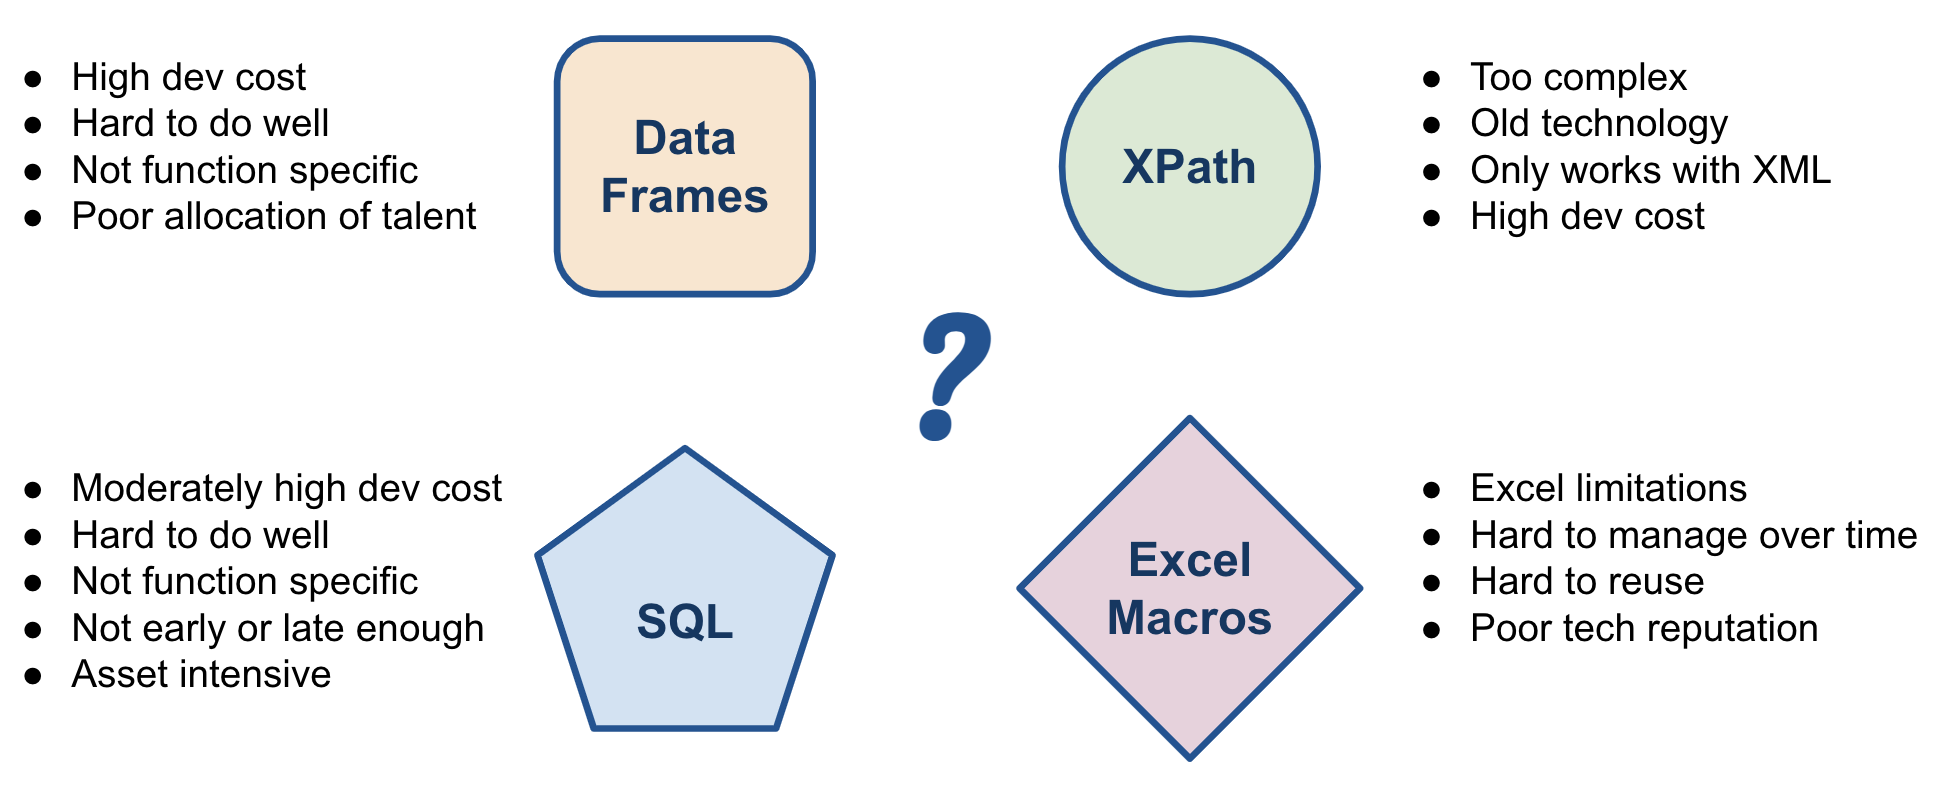 ● High dev cost
● Hard to do well
● Not function specific
● Poor allocation of talent
Data
Frames
XPath
● Too complex
● Old technology
● Only works with XML
● High dev cost
?
● Moderately high dev cost
● Hard to do well
● Not function specific
● Not early or late enough
● Asset intensive
SQL
Excel
Macros
● Excel limitations
● Hard to manage over time
● Hard to reuse
● Poor tech reputation